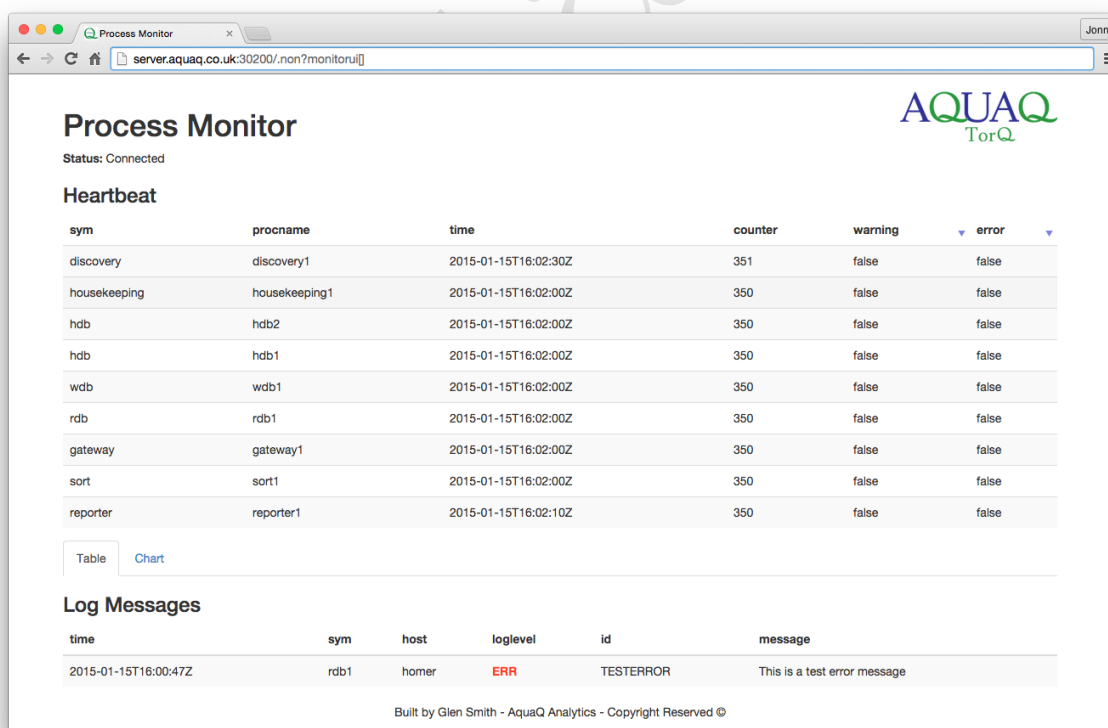 Process Monitor
Jonn
server.aquaq.co.uk:30200/.non?monitorui[]
AQUAQ
TorQ
Process Monitor
Status: Connected
Heartbeat
sym procname time counter warning error
discovery discovery1 2015-01-15T16:02:30Z 351 false false
housekeeping housekeeping1 2015-01-15T16:02:00Z 350 false false
hdb hdb2 2015-01-15T16:02:00Z 350 false false
hdb hdb1 2015-01-15T16:02:00Z 350 false false
wdb wdb1 2015-01-15T16:02:00Z 350 false false
rdb rdb1 2015-01-15T16:02:00Z 350 false false
gateway gateway1 2015-01-15T16:02:00Z 350 false false
sort sort1 2015-01-15T16:02:00Z 350 false false
reporter reporter1 2015-01-15T16:02:10Z 350 false false
Table Chart
Log Messages
time sym host loglevel id message
2015-01-15T16:00:47Z rdb1 homer ERR TESTERROR This is a test error message
Built by Glen Smith - AquaQ Analytics - Copyright Reserved ©